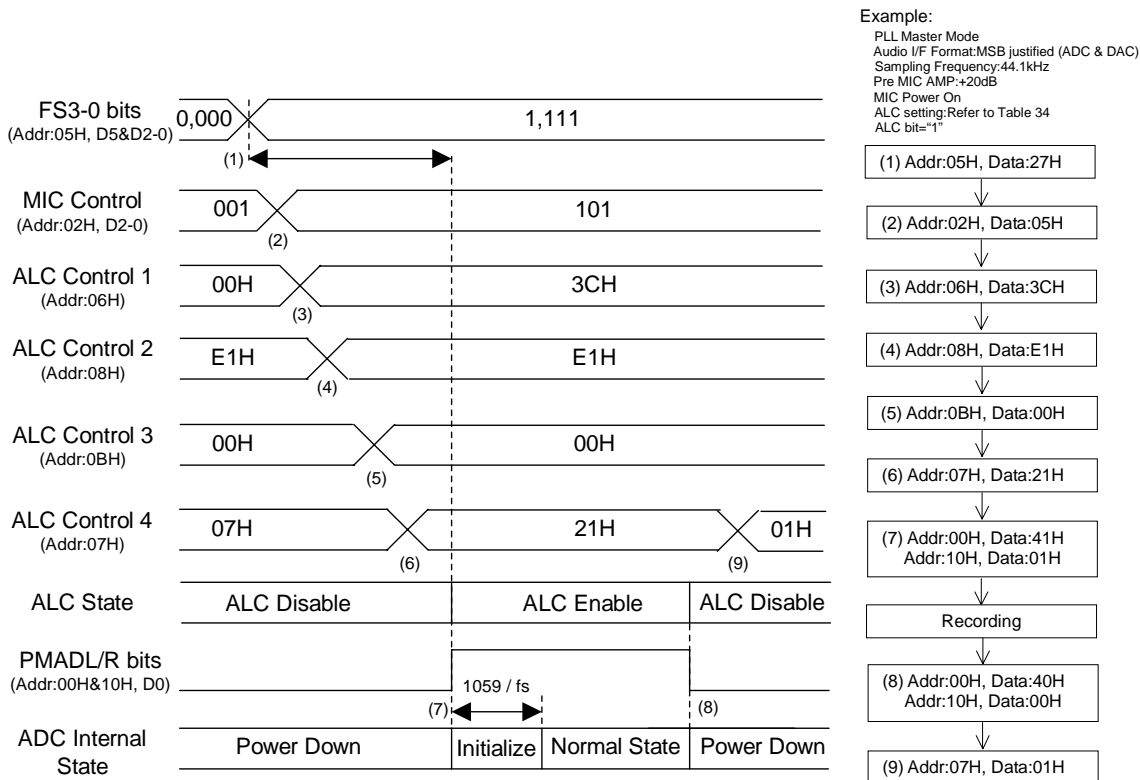 Example:
PLL Master Mode
Audio I/F Format:MSB justified (ADC & DAC)
Sampling Frequency:44.1kHz
Pre MIC AMP:+20dB
MIC Power On
ALC setting:Refer to Table 34
ALC bit=“1”
FS3-0 bits
(Addr:05H, D5&D2-0)
0,000
1,111
(1)
MIC Control
(Addr:02H, D2-0)
001
101
(2)
ALC Control 1
(Addr:06H)
00H
3CH
(3)
ALC Control 2
(Addr:08H)
E1H
E1H
(4)
ALC Control 3
(Addr:0BH)
00H
00H
(5)
ALC Control 4
(Addr:07H)
07H
21H
01H
(6)
(9)
ALC State
ALC Disable
ALC Enable
ALC Disable
PMADL/R bits
(Addr:00H&10H, D0)
1059 / fs
(7)
(8)
ADC Internal
State
Power Down
Initialize
Normal State
Power Down
(1) Addr:05H, Data:27H
(2) Addr:02H, Data:05H
(3) Addr:06H, Data:3CH
(4) Addr:08H, Data:E1H
(5) Addr:0BH, Data:00H
(6) Addr:07H, Data:21H
(7) Addr:00H, Data:41H
Addr:10H, Data:01H
Recording
(8) Addr:00H, Data:40H
Addr:10H, Data:00H
(9) Addr:07H, Data:01H